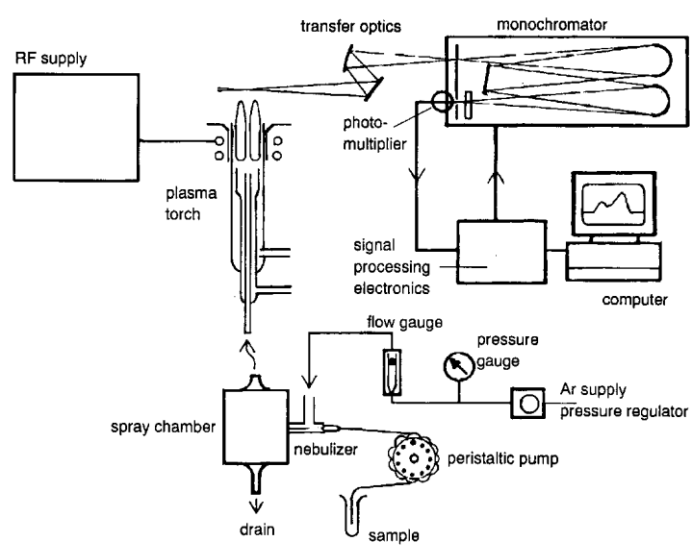 transfer optics
monochromator
RF supply
photo-
multiplier
plasma
torch
signal
processing
electronics
computer
flow gauge
pressure
gauge
Ar supply
pressure regulator
spray chamber
nebulizer
peristaltic pump
drain
sample